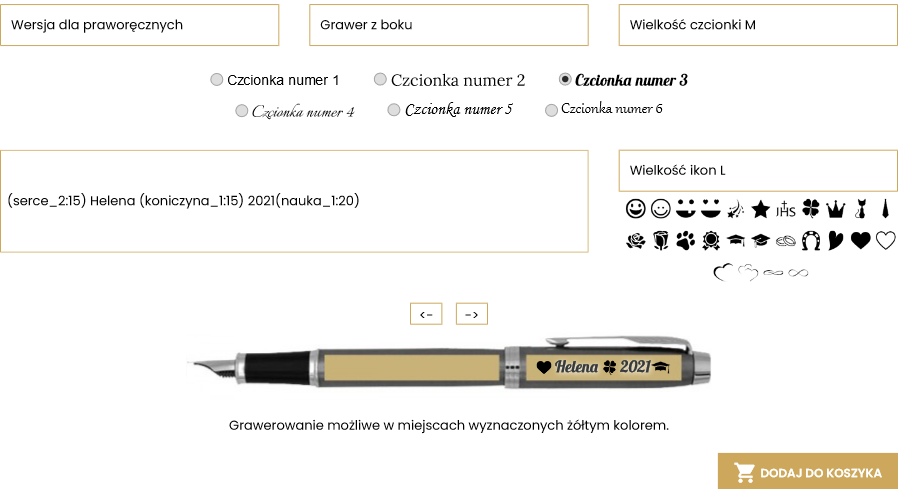 Wersja dla praworęcznych
Grawer z boku
Wielkość czcionki M
Czcionka numer 1
Czcionka numer 2
Czcionka numer 3
Czcionka numer 4
Czcionka numer 5
Czcionka numer 6
(serce_2:15) Helena (koniczyna_1:15) 2021(nauka_1:20)
Wielkość ikon L
JHS
<- ->
Helena 2021
Grawerowanie możliwe w miejscach wyznaczonych żółtym kolorem.
DODAJ DO KOSZYKA